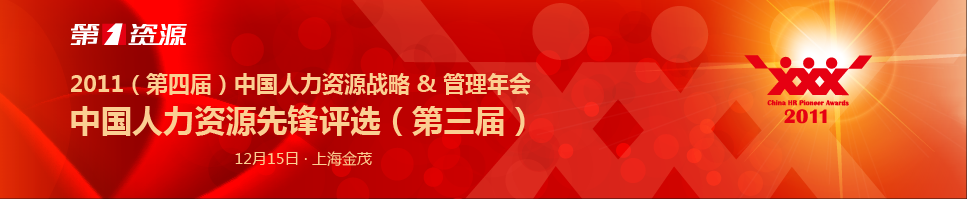 第1资源
2011（第四届）中国人力资源战略 & 管理年会
中国人力资源先锋评选（第三届）
12月15日 · 上海金茂
China HR Pioneer Awards
2011